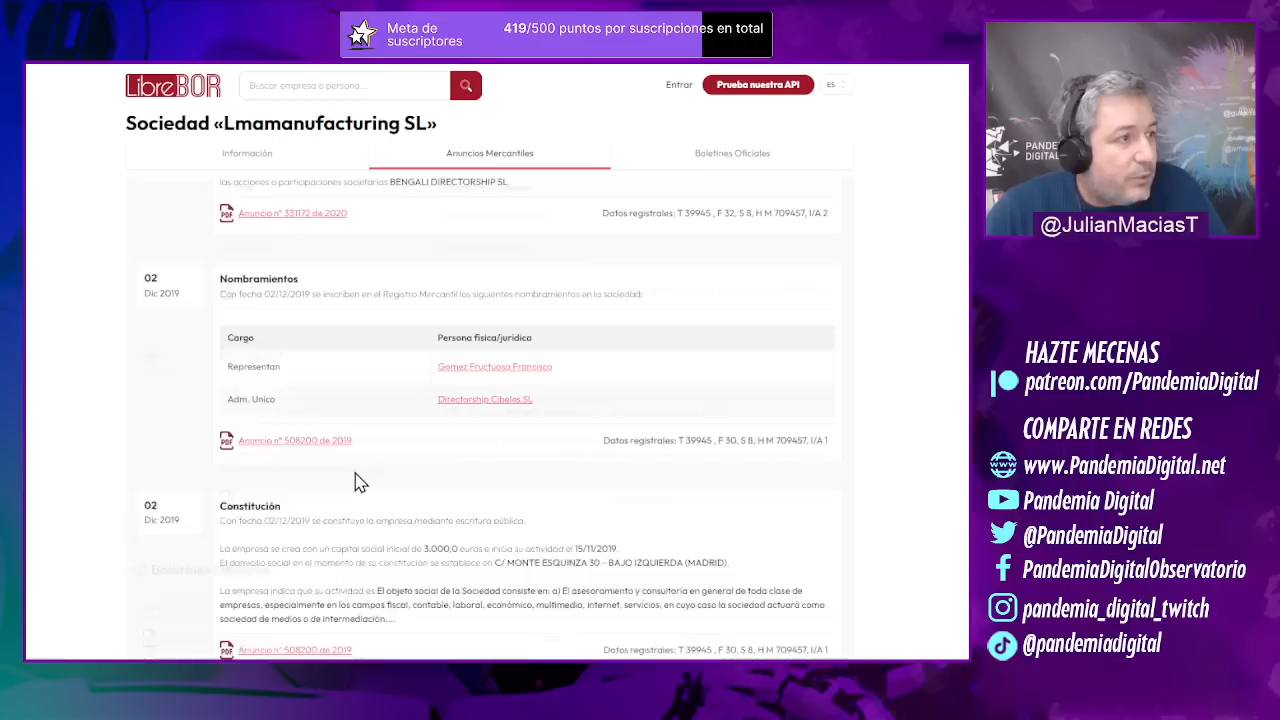 Meta de
suscriptores
419/500 puntos por suscripciones en total
LibreBOR
Buscar empresa o persona...
Entrar
Prueba nuestra API
ES
Sociedad «Lmamanufacturing SL»
Información
Anuncios Mercantiles
Boletines Oficiales
las acciones o participaciones societarias BENGALI DIRECTORSHIP SL.
PDF
Anuncio nº 331172 de 2020
Datos registrales: T 39945 , F 32, S 8, H M 709457, I/A 2
02
Dic 2019
Nombramientos
Con fecha 02/12/2019 se inscriben en el Registro Mercantil los siguientes nombramientos en la sociedad:
Cargo
Persona física/jurídica
Representan
Gomez Fructuoso Francisco
Adm. Unico
Directorship Cibeles SL
PDF
Anuncio nº 508200 de 2019
Datos registrales: T 39945 , F 30, S 8, H M 709457, I/A 1
02
Dic 2019
Constitución
Con fecha 02/12/2019 se constituye la empresa mediante escritura pública.
La empresa se crea con un capital social inicial de 3.000,0 euros e inicia su actividad el 15/11/2019.
El domicilio social en el momento de su constitución se establece en C/ MONTE ESQUINZA 30 - BAJO IZQUIERDA (MADRID).
La empresa indica que su actividad es El objeto social de la Sociedad consiste en: a) El asesoramiento y consultoría en general de toda clase de
empresas, especialmente en los campos fiscal, contable, laboral, económico, multimedia, internet, servicios, en cuyo caso la sociedad actuará como
sociedad de medios o de intermediación....
PDF
Anuncio nº 508200 de 2019
Datos registrales: T 39945 , F 30, S 8, H M 709457, I/A 1
DIGITAL
@JulianMaciasT
HAZTE MECENAS
patreon.com/PandemiaDigital
COMPARTE EN REDES
www.PandemiaDigital.net
Pandemia Digital
@PandemiaDigital
PandemiaDigitalObservatorio
pandemia_digital_twitch
@pandemiadigital